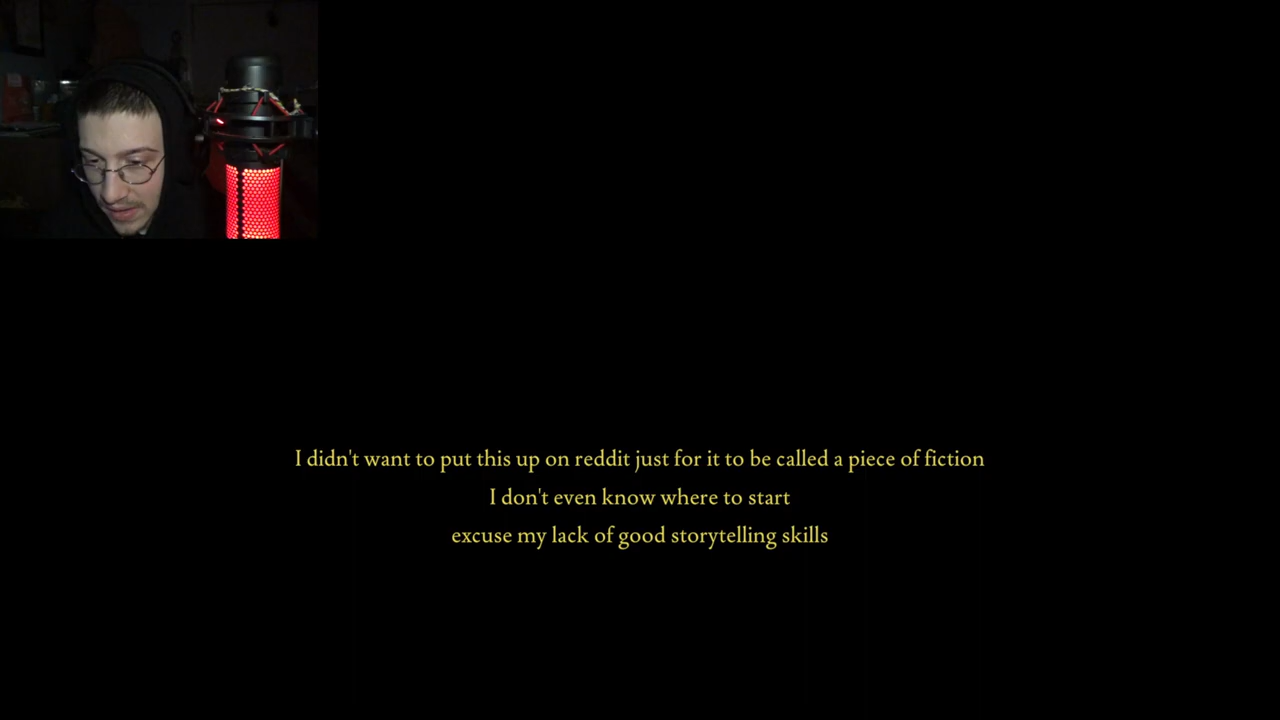 I didn't want to put this up on reddit just for it to be called a piece of fiction
I don't even know where to start
excuse my lack of good storytelling skills